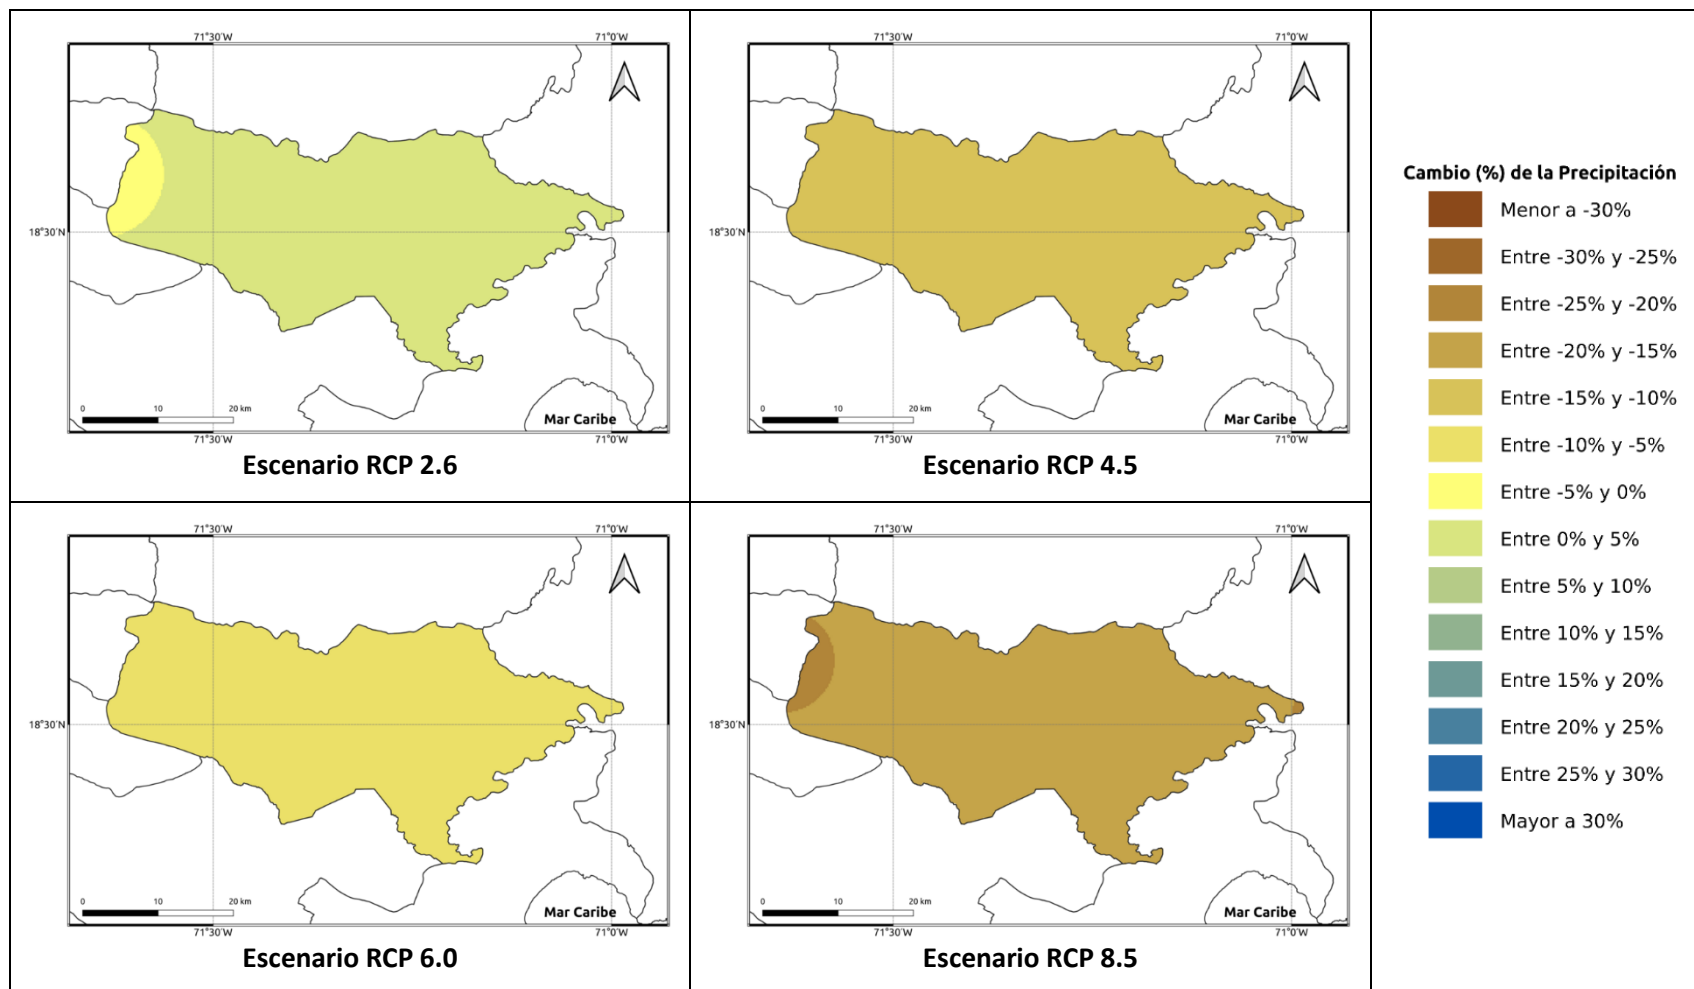 71°30'W 71°0'W
18°30'N
0 10 20 km
Mar Caribe
71°30'W 71°0'W
Escenario RCP 2.6
71°30'W 71°0'W
18°30'N
0 10 20 km
Mar Caribe
71°30'W 71°0'W
Escenario RCP 4.5
71°30'W 71°0'W
18°30'N
0 10 20 km
Mar Caribe
71°30'W 71°0'W
Escenario RCP 6.0
71°30'W 71°0'W
18°30'N
0 10 20 km
Mar Caribe
71°30'W 71°0'W
Escenario RCP 8.5
Cambio (%) de la Precipitación
Menor a -30%
Entre -30% y -25%
Entre -25% y -20%
Entre -20% y -15%
Entre -15% y -10%
Entre -10% y -5%
Entre -5% y 0%
Entre 0% y 5%
Entre 5% y 10%
Entre 10% y 15%
Entre 15% y 20%
Entre 20% y 25%
Entre 25% y 30%
Mayor a 30%